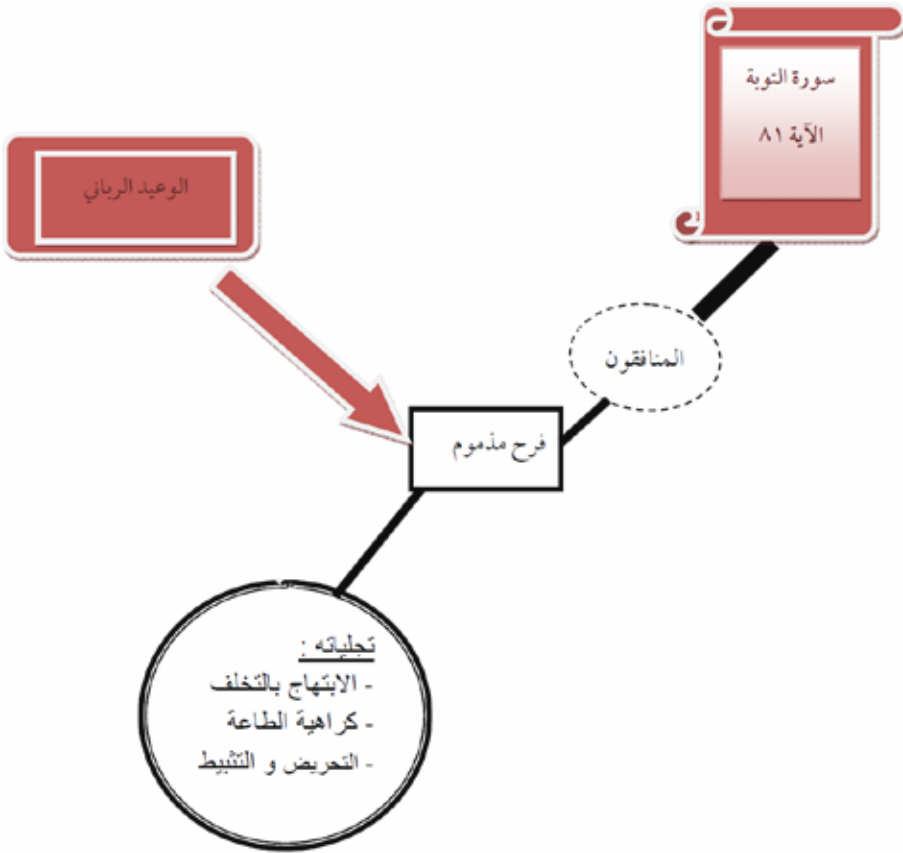 سورة التوبة
الآية ٨١
الوعيد الرباني
المنافقون
فرح مذموم
تجلياته :
- الابتهاج بالتخلف
- كراهية الطاعة
- التحريض و التثبيط